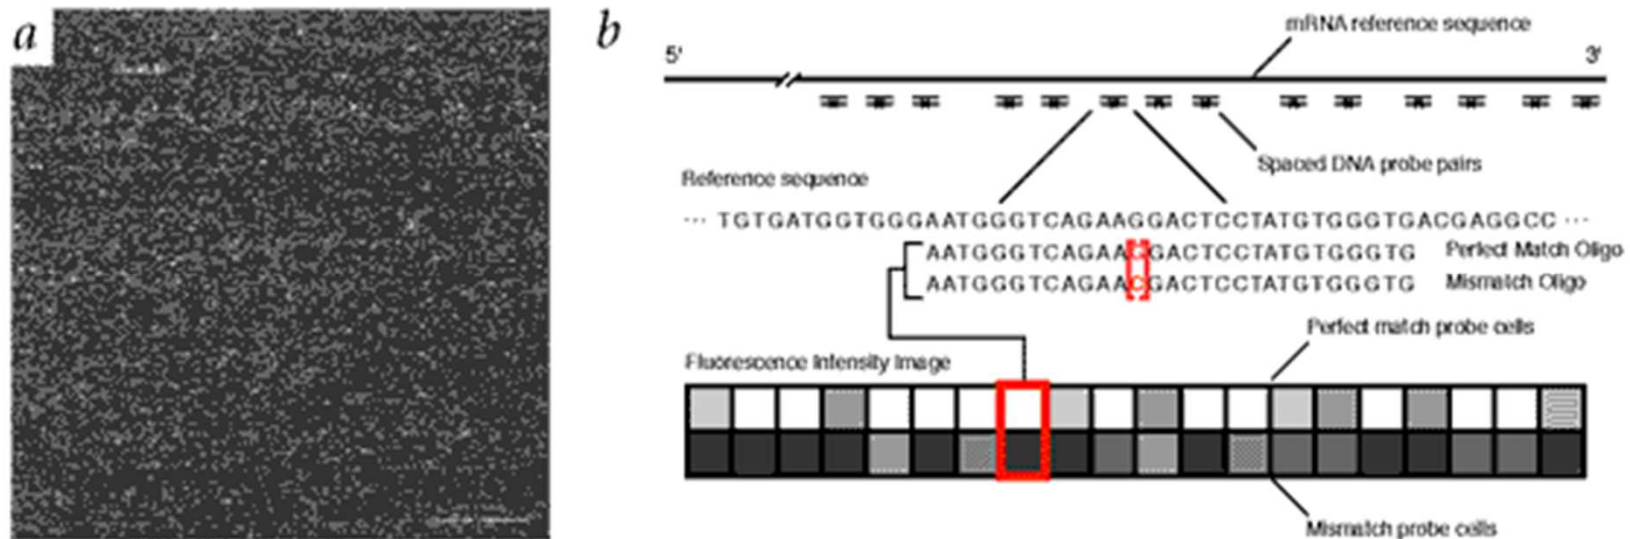 a
b
mRNA reference sequence
5' 3'
Spaced DNA probe pairs
Reference sequence
··· TGTGATGGTGGGAATGGGTCAGAAGGACTCCTATGTGGGTGACGAGGCC ···
AATGGGTCAGAAGGACTCCTATGTGGGTG Perfect Match Oligo
AATGGGTCAGAACGACTCCTATGTGGGTG Mismatch Oligo
Perfect match probe cells
Fluorescence Intensity Image
Mismatch probe cells